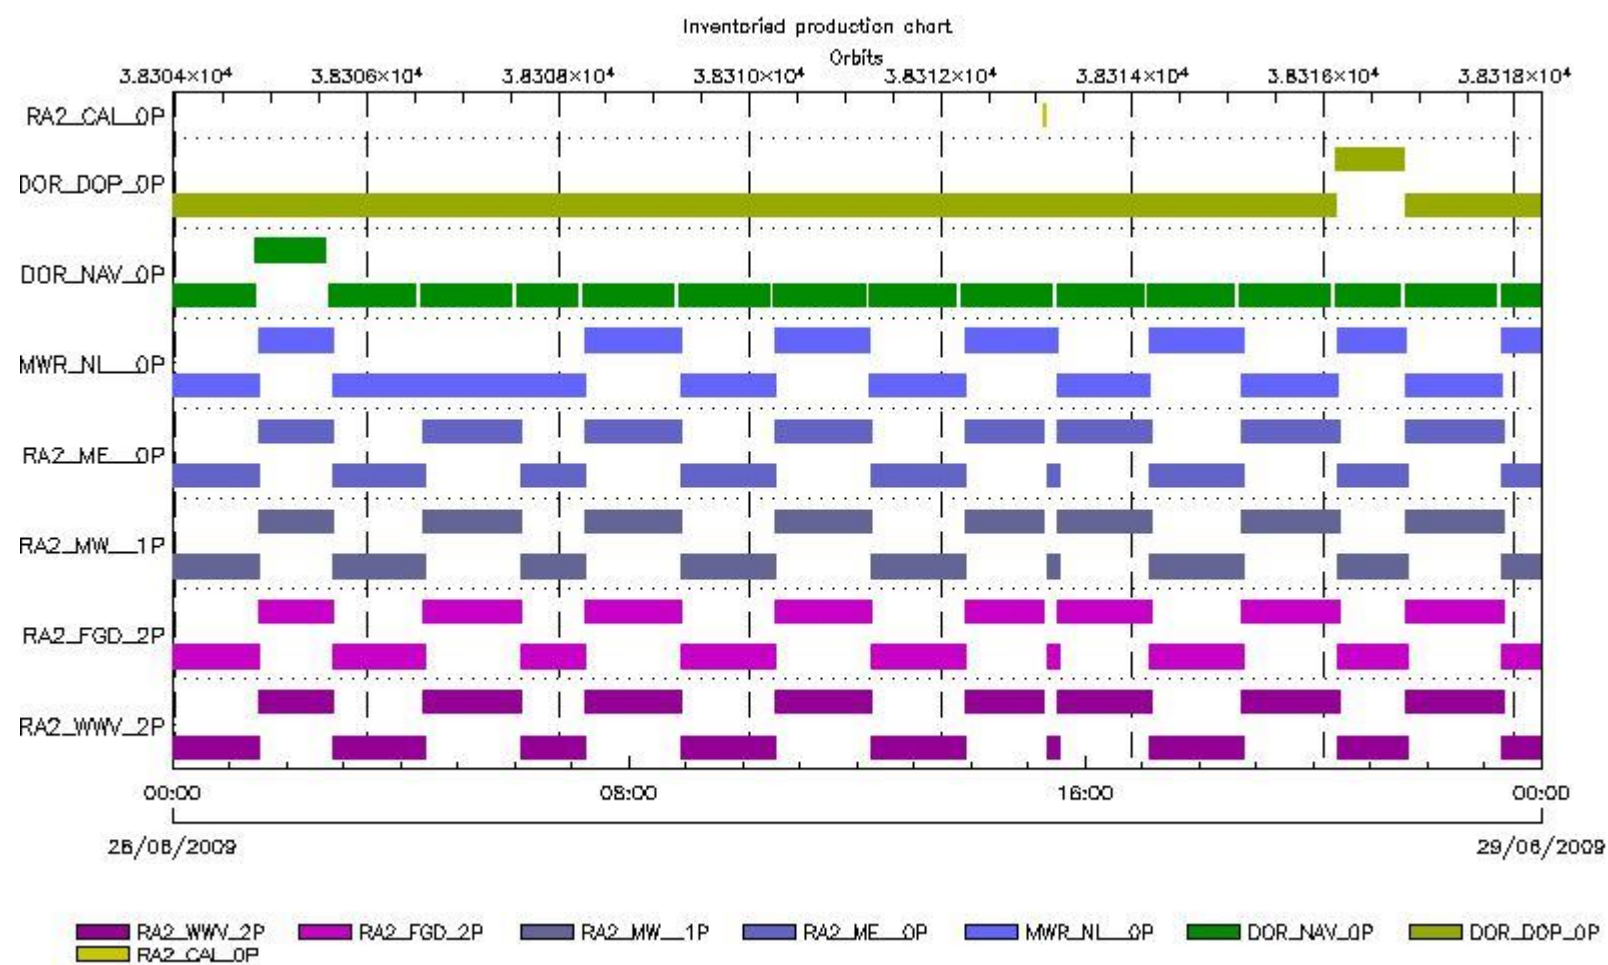 Inventoried production chart
Orbits
3.8304×10⁴ 3.8306×10⁴ 3.8308×10⁴ 3.8310×10⁴ 3.8312×10⁴ 3.8314×10⁴ 3.8316×10⁴ 3.8318×10⁴
RA2_CAL_0P
DOR_DOP_0P
DOR_NAV_0P
MWR_NL__0P
RA2_ME__0P
RA2_MW__1P
RA2_FGD_2P
RA2_WWV_2P
00:00 08:00 16:00 00:00
28/06/2009 29/06/2009
RA2_WWV_2P RA2_FGD_2P RA2_MW__1P RA2_ME__0P MWR_NL__0P DOR_NAV_0P DOR_DOP_0P
RA2_CAL_0P